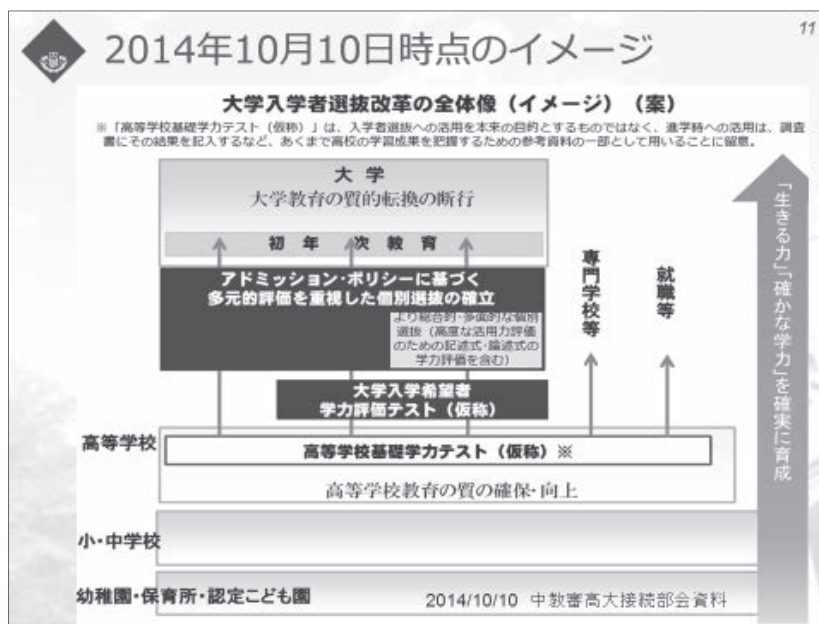 11
2014年10月10日時点のイメージ
大学入学者選抜改革の全体像（イメージ）（案）
※「高等学校基礎学力テスト（仮称）」は、入学者選抜への活用を本来の目的とするものではなく、進学時への活用は、調査
書にその結果を記入するなど、あくまで高校の学習成果を把握するための参考資料の一部として用いることに留意。
大 学
大学教育の質的転換の断行
初 年 次 教 育
アドミッション･ポリシーに基づく
多元的評価を重視した個別選抜の確立
より総合的･多面的な個別
選抜（高度な活用力評価
のための記述式･論述式の
学力評価を含む）
大学入学希望者
学力評価テスト（仮称）
専門学校等
就職等
「生きる力」「確かな学力」を確実に育成
高等学校
高等学校基礎学力テスト（仮称）※
高等学校教育の質の確保･向上
小･中学校
幼稚園･保育所･認定こども園
2014/10/10 中教審高大接続部会資料